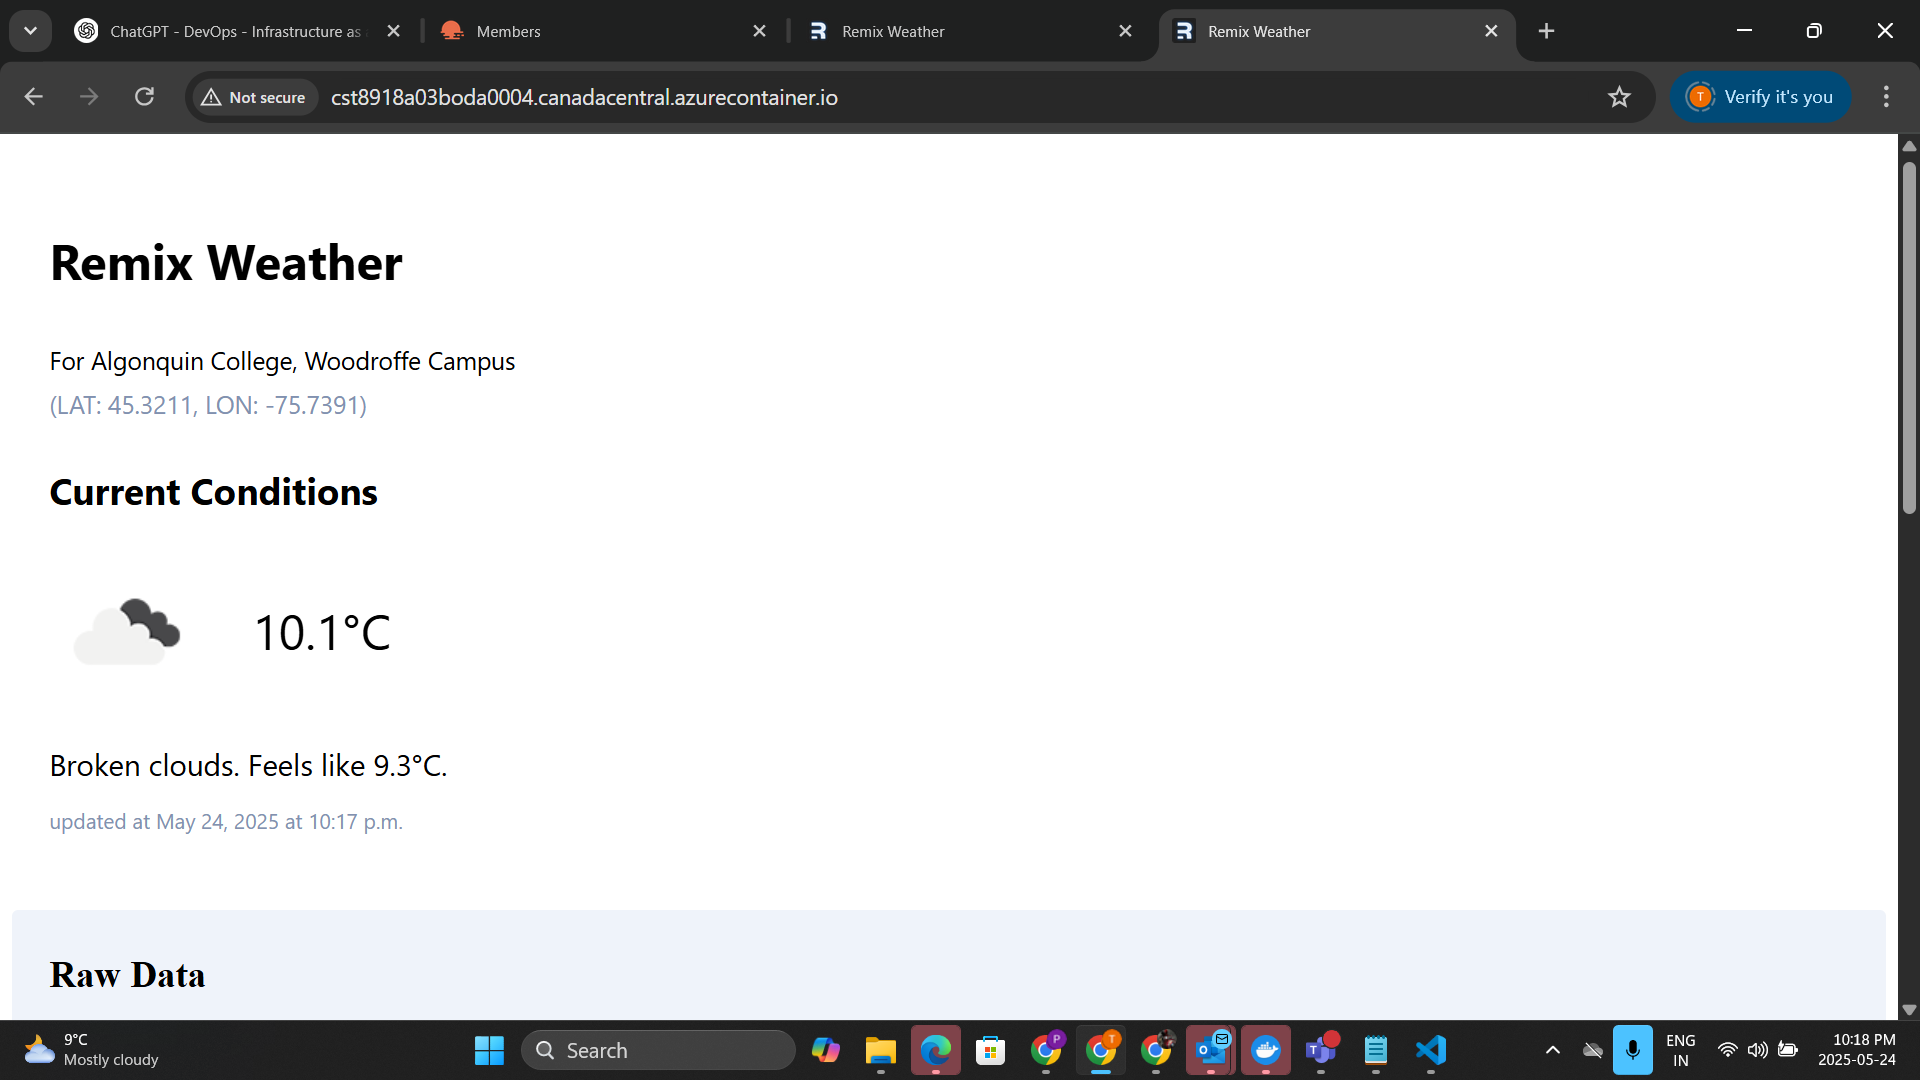 ChatGPT - DevOps - Infrastructure as
Members
Remix Weather
Remix Weather
Not secure
cst8918a03boda0004.canadacentral.azurecontainer.io
T
Verify it's you
Remix Weather
For Algonquin College, Woodroffe Campus
(LAT: 45.3211, LON: -75.7391)
Current Conditions
10.1°C
Broken clouds. Feels like 9.3°C.
updated at May 24, 2025 at 10:17 p.m.
Raw Data
9°C
Mostly cloudy
Search
P
T
ENG
IN
10:18 PM
2025-05-24